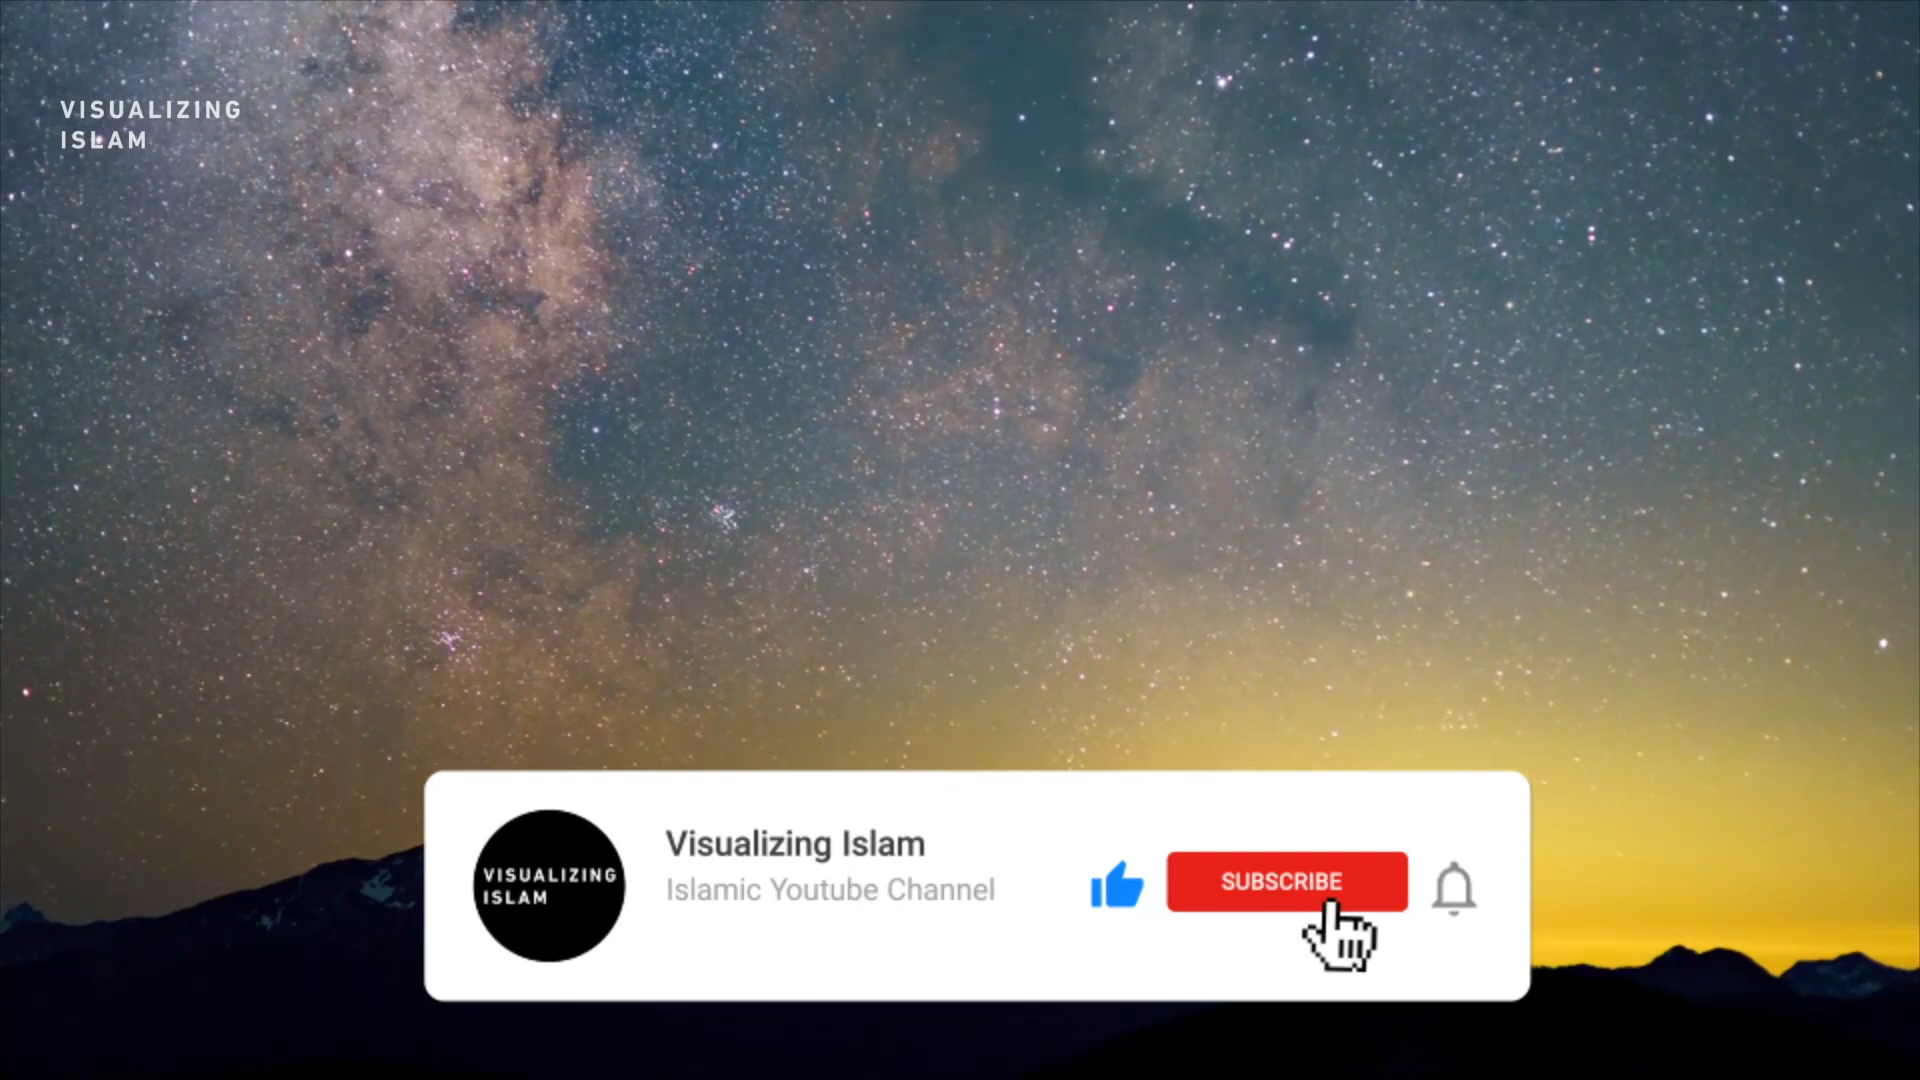 VISUALIZING
ISLAM
VISUALIZING
ISLAM
Visualizing Islam
Islamic Youtube Channel
SUBSCRIBE